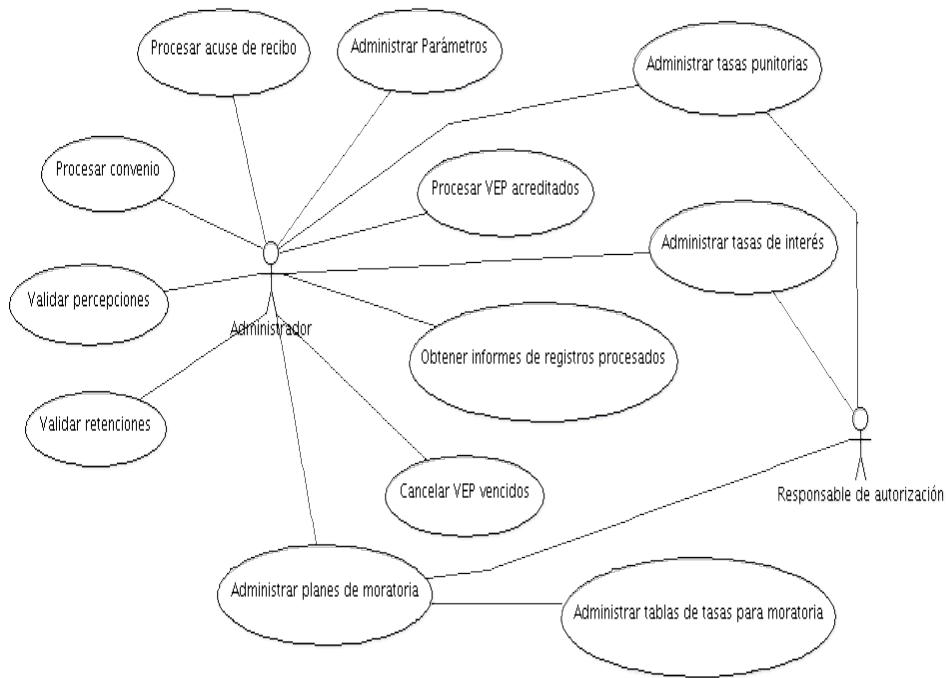 Procesar acuse de recibo
Administrar Parámetros
Administrar tasas punitorias
Procesar convenio
Procesar VEP acreditados
Administrar tasas de interés
Validar percepciones
Administrador
Obtener informes de registros procesados
Validar retenciones
Cancelar VEP vencidos
Responsable de autorización
Administrar planes de moratoria
Administrar tablas de tasas para moratoria